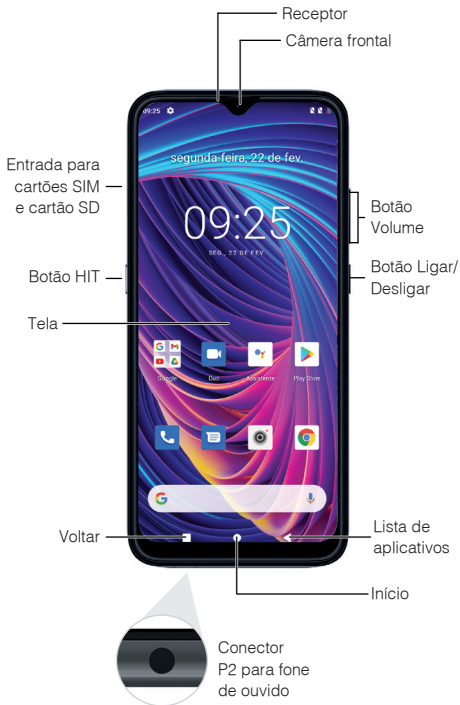 Receptor
Câmera frontal
09:25
segunda-feira, 22 de fev.
Entrada para
cartões SIM
e cartão SD
09:25
SEG., 22 DE FEV
Botão
Volume
Botão HIT
Botão Ligar/
Desligar
Tela
Google
Duo
Assistente
Play Store
Voltar
Lista de
aplicativos
Início
Conector
P2 para fone
de ouvido